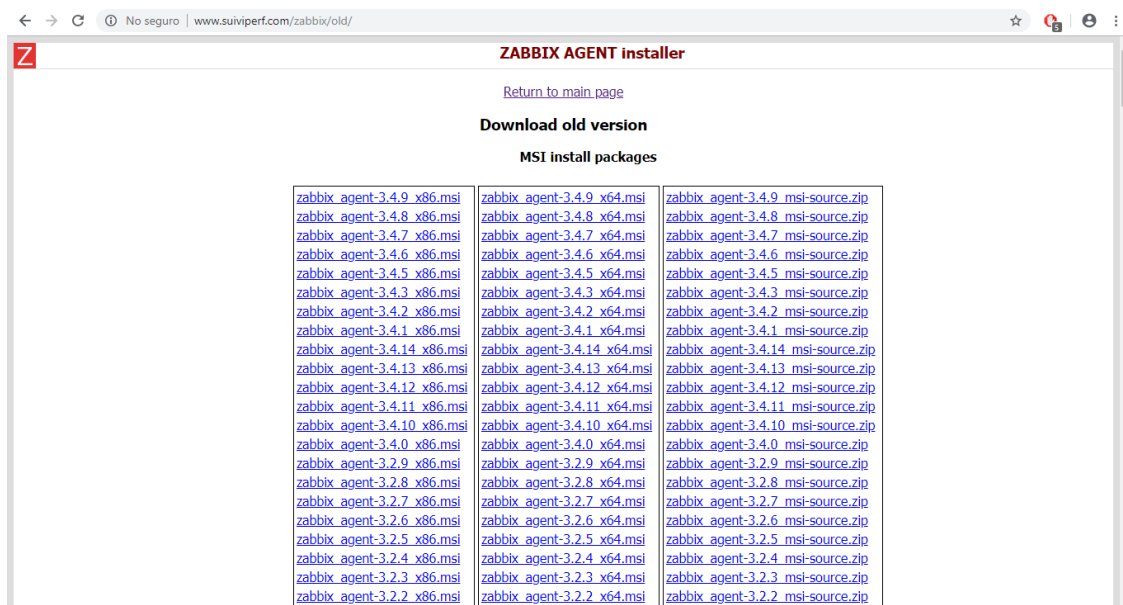 No seguro | www.suiviperf.com/zabbix/old/
5
Z
ZABBIX AGENT installer
Return to main page
Download old version
MSI install packages
zabbix_agent-3.4.9_x86.msi zabbix_agent-3.4.9_x64.msi zabbix_agent-3.4.9_msi-source.zip
zabbix_agent-3.4.8_x86.msi zabbix_agent-3.4.8_x64.msi zabbix_agent-3.4.8_msi-source.zip
zabbix_agent-3.4.7_x86.msi zabbix_agent-3.4.7_x64.msi zabbix_agent-3.4.7_msi-source.zip
zabbix_agent-3.4.6_x86.msi zabbix_agent-3.4.6_x64.msi zabbix_agent-3.4.6_msi-source.zip
zabbix_agent-3.4.5_x86.msi zabbix_agent-3.4.5_x64.msi zabbix_agent-3.4.5_msi-source.zip
zabbix_agent-3.4.3_x86.msi zabbix_agent-3.4.3_x64.msi zabbix_agent-3.4.3_msi-source.zip
zabbix_agent-3.4.2_x86.msi zabbix_agent-3.4.2_x64.msi zabbix_agent-3.4.2_msi-source.zip
zabbix_agent-3.4.1_x86.msi zabbix_agent-3.4.1_x64.msi zabbix_agent-3.4.1_msi-source.zip
zabbix_agent-3.4.14_x86.msi zabbix_agent-3.4.14_x64.msi zabbix_agent-3.4.14_msi-source.zip
zabbix_agent-3.4.13_x86.msi zabbix_agent-3.4.13_x64.msi zabbix_agent-3.4.13_msi-source.zip
zabbix_agent-3.4.12_x86.msi zabbix_agent-3.4.12_x64.msi zabbix_agent-3.4.12_msi-source.zip
zabbix_agent-3.4.11_x86.msi zabbix_agent-3.4.11_x64.msi zabbix_agent-3.4.11_msi-source.zip
zabbix_agent-3.4.10_x86.msi zabbix_agent-3.4.10_x64.msi zabbix_agent-3.4.10_msi-source.zip
zabbix_agent-3.4.0_x86.msi zabbix_agent-3.4.0_x64.msi zabbix_agent-3.4.0_msi-source.zip
zabbix_agent-3.2.9_x86.msi zabbix_agent-3.2.9_x64.msi zabbix_agent-3.2.9_msi-source.zip
zabbix_agent-3.2.8_x86.msi zabbix_agent-3.2.8_x64.msi zabbix_agent-3.2.8_msi-source.zip
zabbix_agent-3.2.7_x86.msi zabbix_agent-3.2.7_x64.msi zabbix_agent-3.2.7_msi-source.zip
zabbix_agent-3.2.6_x86.msi zabbix_agent-3.2.6_x64.msi zabbix_agent-3.2.6_msi-source.zip
zabbix_agent-3.2.5_x86.msi zabbix_agent-3.2.5_x64.msi zabbix_agent-3.2.5_msi-source.zip
zabbix_agent-3.2.4_x86.msi zabbix_agent-3.2.4_x64.msi zabbix_agent-3.2.4_msi-source.zip
zabbix_agent-3.2.3_x86.msi zabbix_agent-3.2.3_x64.msi zabbix_agent-3.2.3_msi-source.zip
zabbix_agent-3.2.2_x86.msi zabbix_agent-3.2.2_x64.msi zabbix_agent-3.2.2_msi-source.zip